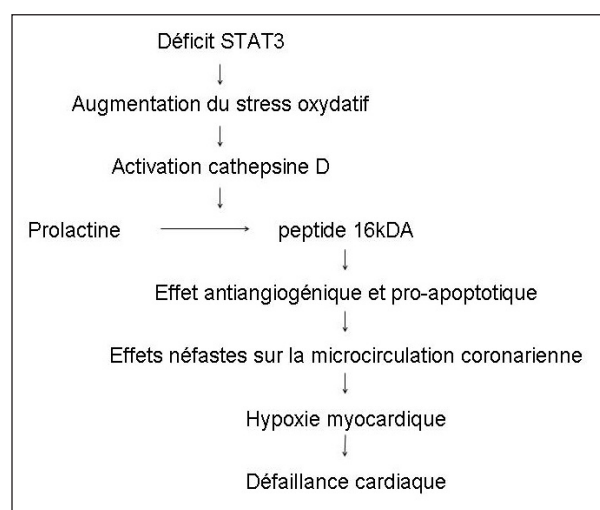 Déficit STAT3
Augmentation du stress oxydatif
Activation cathepsine D
Prolactine peptide 16kDA
Effet antiangiogénique et pro-apoptotique
Effets néfastes sur la microcirculation coronarienne
Hypoxie myocardique
Défaillance cardiaque